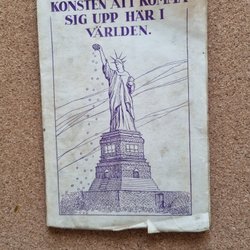 KONSTEN ATT KOMMA
SIG UPP HÄR I
VÄRLDEN.